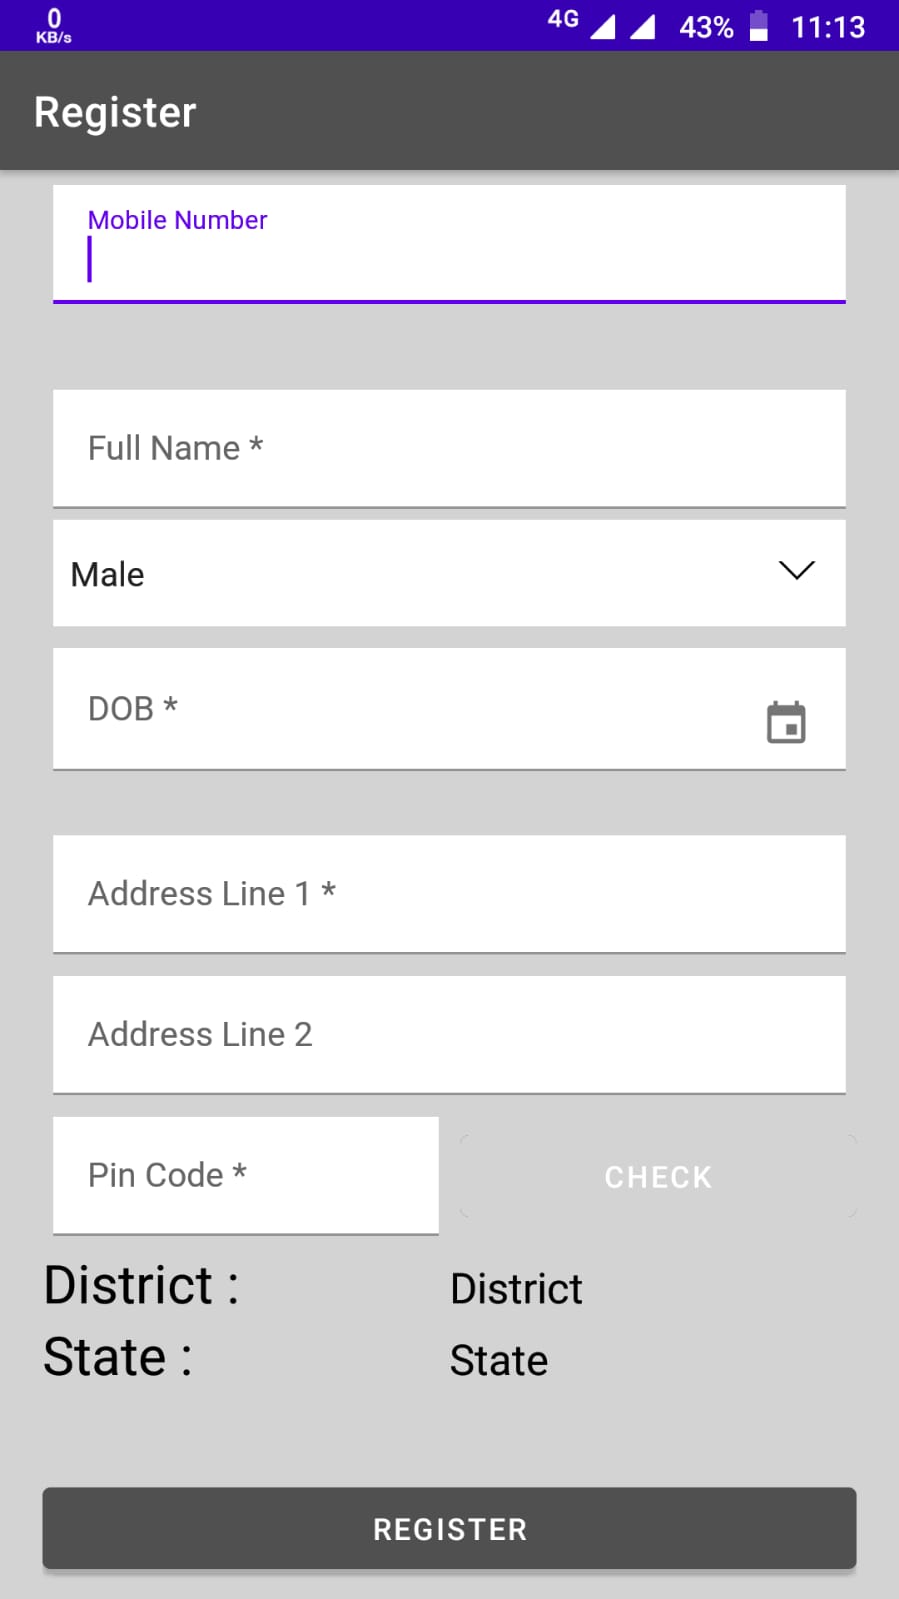 0
KB/s
4G 43% 11:13
Register
Mobile Number
Full Name *
Male
DOB *
Address Line 1 *
Address Line 2
Pin Code *
CHECK
District : District
State : State
REGISTER